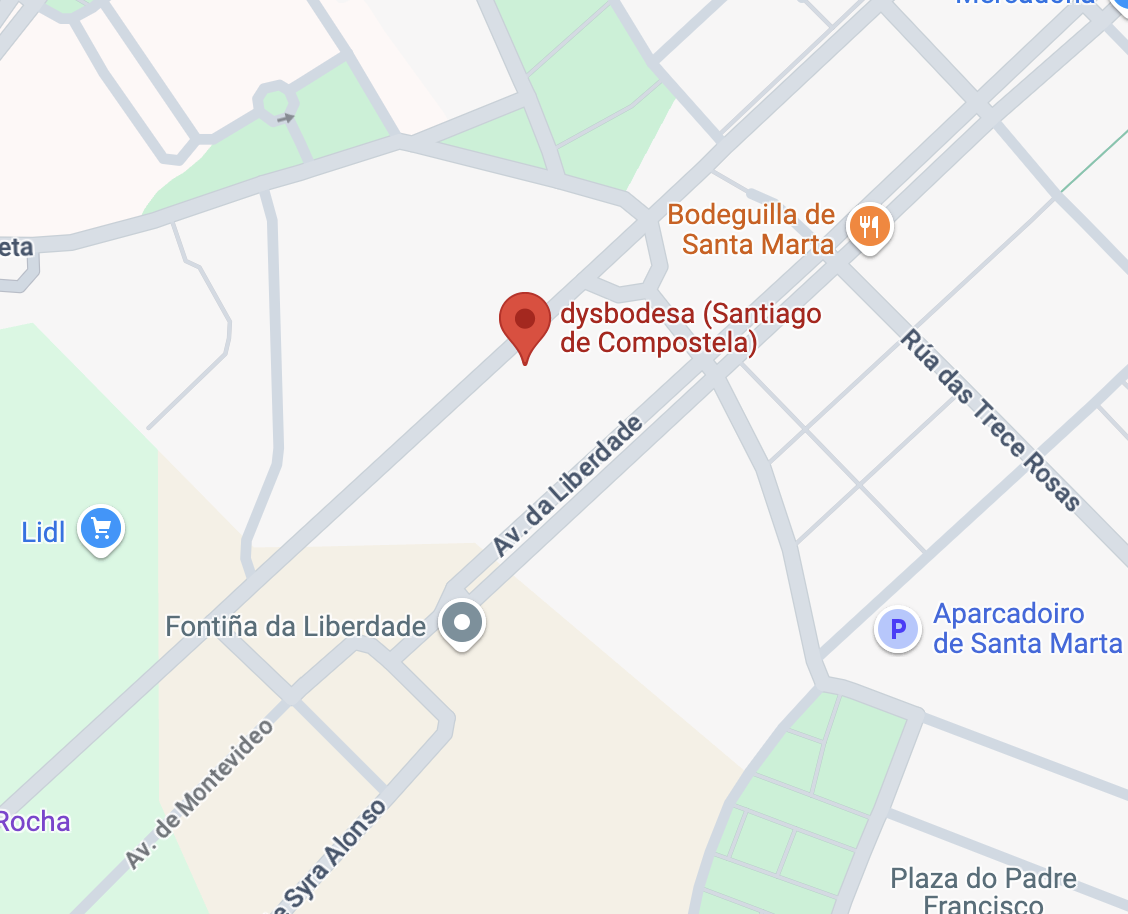 Mercadona
Bodeguilla de
Santa Marta
eta
dysbodesa (Santiago
de Compostela)
Rúa das Trece Rosas
Av. da Liberdade
Lidl
Fontiña da Liberdade
P
Aparcadoiro
de Santa Marta
Av. de Montevideo
Rocha
e Syra Alonso
Plaza do Padre
Francisco